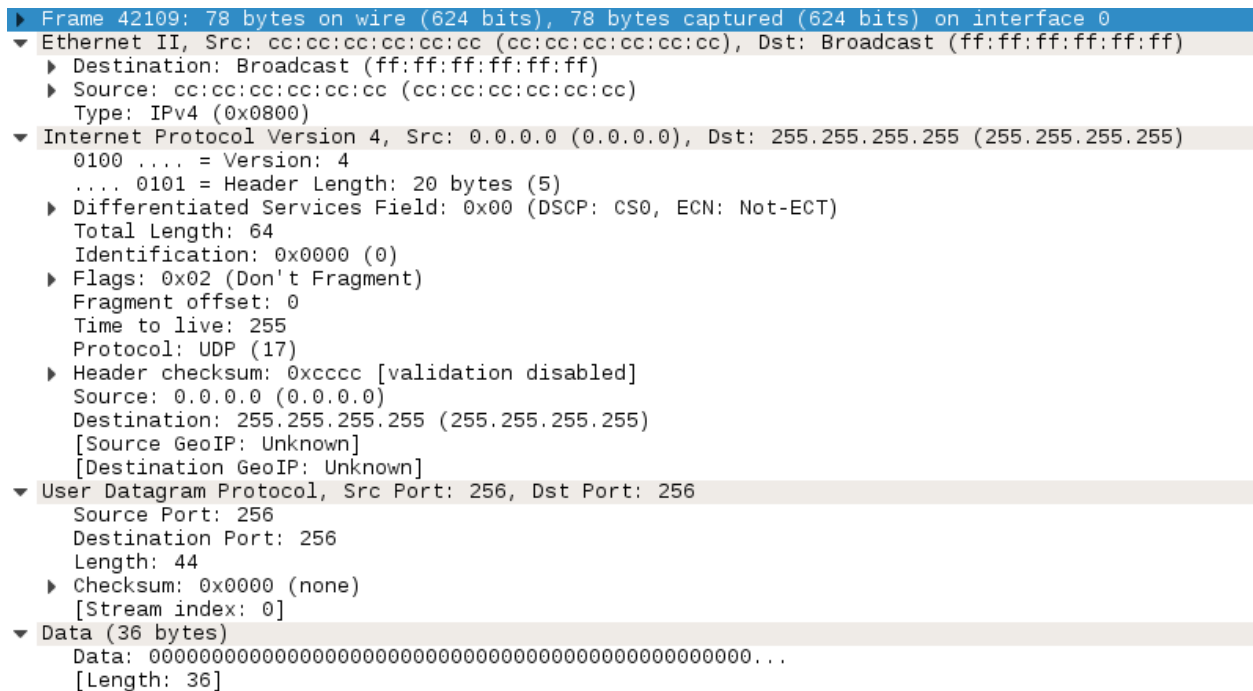 Frame 42109: 78 bytes on wire (624 bits), 78 bytes captured (624 bits) on interface 0
Ethernet II, Src: cc:cc:cc:cc:cc:cc (cc:cc:cc:cc:cc:cc), Dst: Broadcast (ff:ff:ff:ff:ff:ff)
Destination: Broadcast (ff:ff:ff:ff:ff:ff)
Source: cc:cc:cc:cc:cc:cc (cc:cc:cc:cc:cc:cc)
Type: IPv4 (0x0800)
Internet Protocol Version 4, Src: 0.0.0.0 (0.0.0.0), Dst: 255.255.255.255 (255.255.255.255)
0100 .... = Version: 4
.... 0101 = Header Length: 20 bytes (5)
Differentiated Services Field: 0x00 (DSCP: CS0, ECN: Not-ECT)
Total Length: 64
Identification: 0x0000 (0)
Flags: 0x02 (Don't Fragment)
Fragment offset: 0
Time to live: 255
Protocol: UDP (17)
Header checksum: 0xcccc [validation disabled]
Source: 0.0.0.0 (0.0.0.0)
Destination: 255.255.255.255 (255.255.255.255)
[Source GeoIP: Unknown]
[Destination GeoIP: Unknown]
User Datagram Protocol, Src Port: 256, Dst Port: 256
Source Port: 256
Destination Port: 256
Length: 44
Checksum: 0x0000 (none)
[Stream index: 0]
Data (36 bytes)
Data: 000000000000000000000000000000000000000000000000...
[Length: 36]